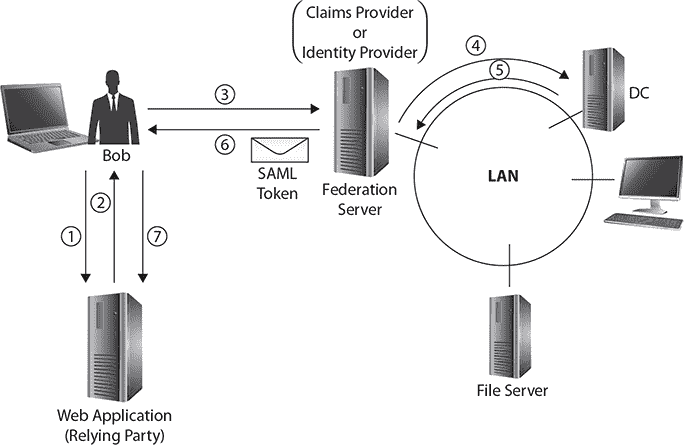 Claims Provider
or
Identity Provider
④
⑤
DC
③
⑥
Bob
SAML
Token
Federation
Server
LAN
①
②
⑦
Web Application
(Relying Party)
File Server